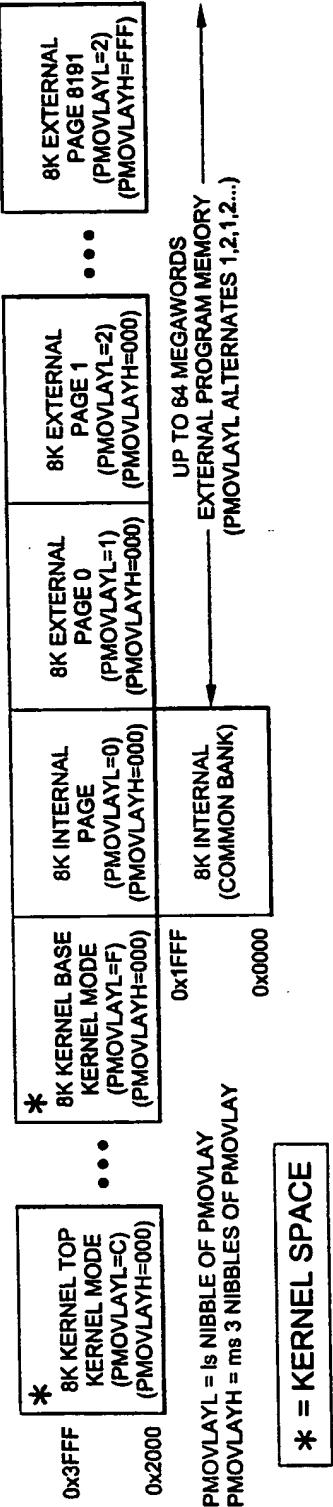 0x3FFF
0x2000
*
8K KERNEL TOP
KERNEL MODE
(PMOVLAYL=C)
(PMOVLAYH=000)
•••
*
8K KERNEL BASE
KERNEL MODE
(PMOVLAYL=F)
(PMOVLAYH=000)
8K INTERNAL
PAGE
(PMOVLAYL=0)
(PMOVLAYH=000)
8K EXTERNAL
PAGE 0
(PMOVLAYL=1)
(PMOVLAYH=000)
8K EXTERNAL
PAGE 1
(PMOVLAYL=2)
(PMOVLAYH=000)
•••
8K EXTERNAL
PAGE 8191
(PMOVLAYL=2)
(PMOVLAYH=FFF)
0x1FFF
0x0000
8K INTERNAL
(COMMON BANK)
UP TO 64 MEGAWORDS
EXTERNAL PROGRAM MEMORY
(PMOVLAYL ALTERNATES 1,2,1,2...)
PMOVLAYL = ls NIBBLE OF PMOVLAY
PMOVLAYH = ms 3 NIBBLES OF PMOVLAY
* = KERNEL SPACE